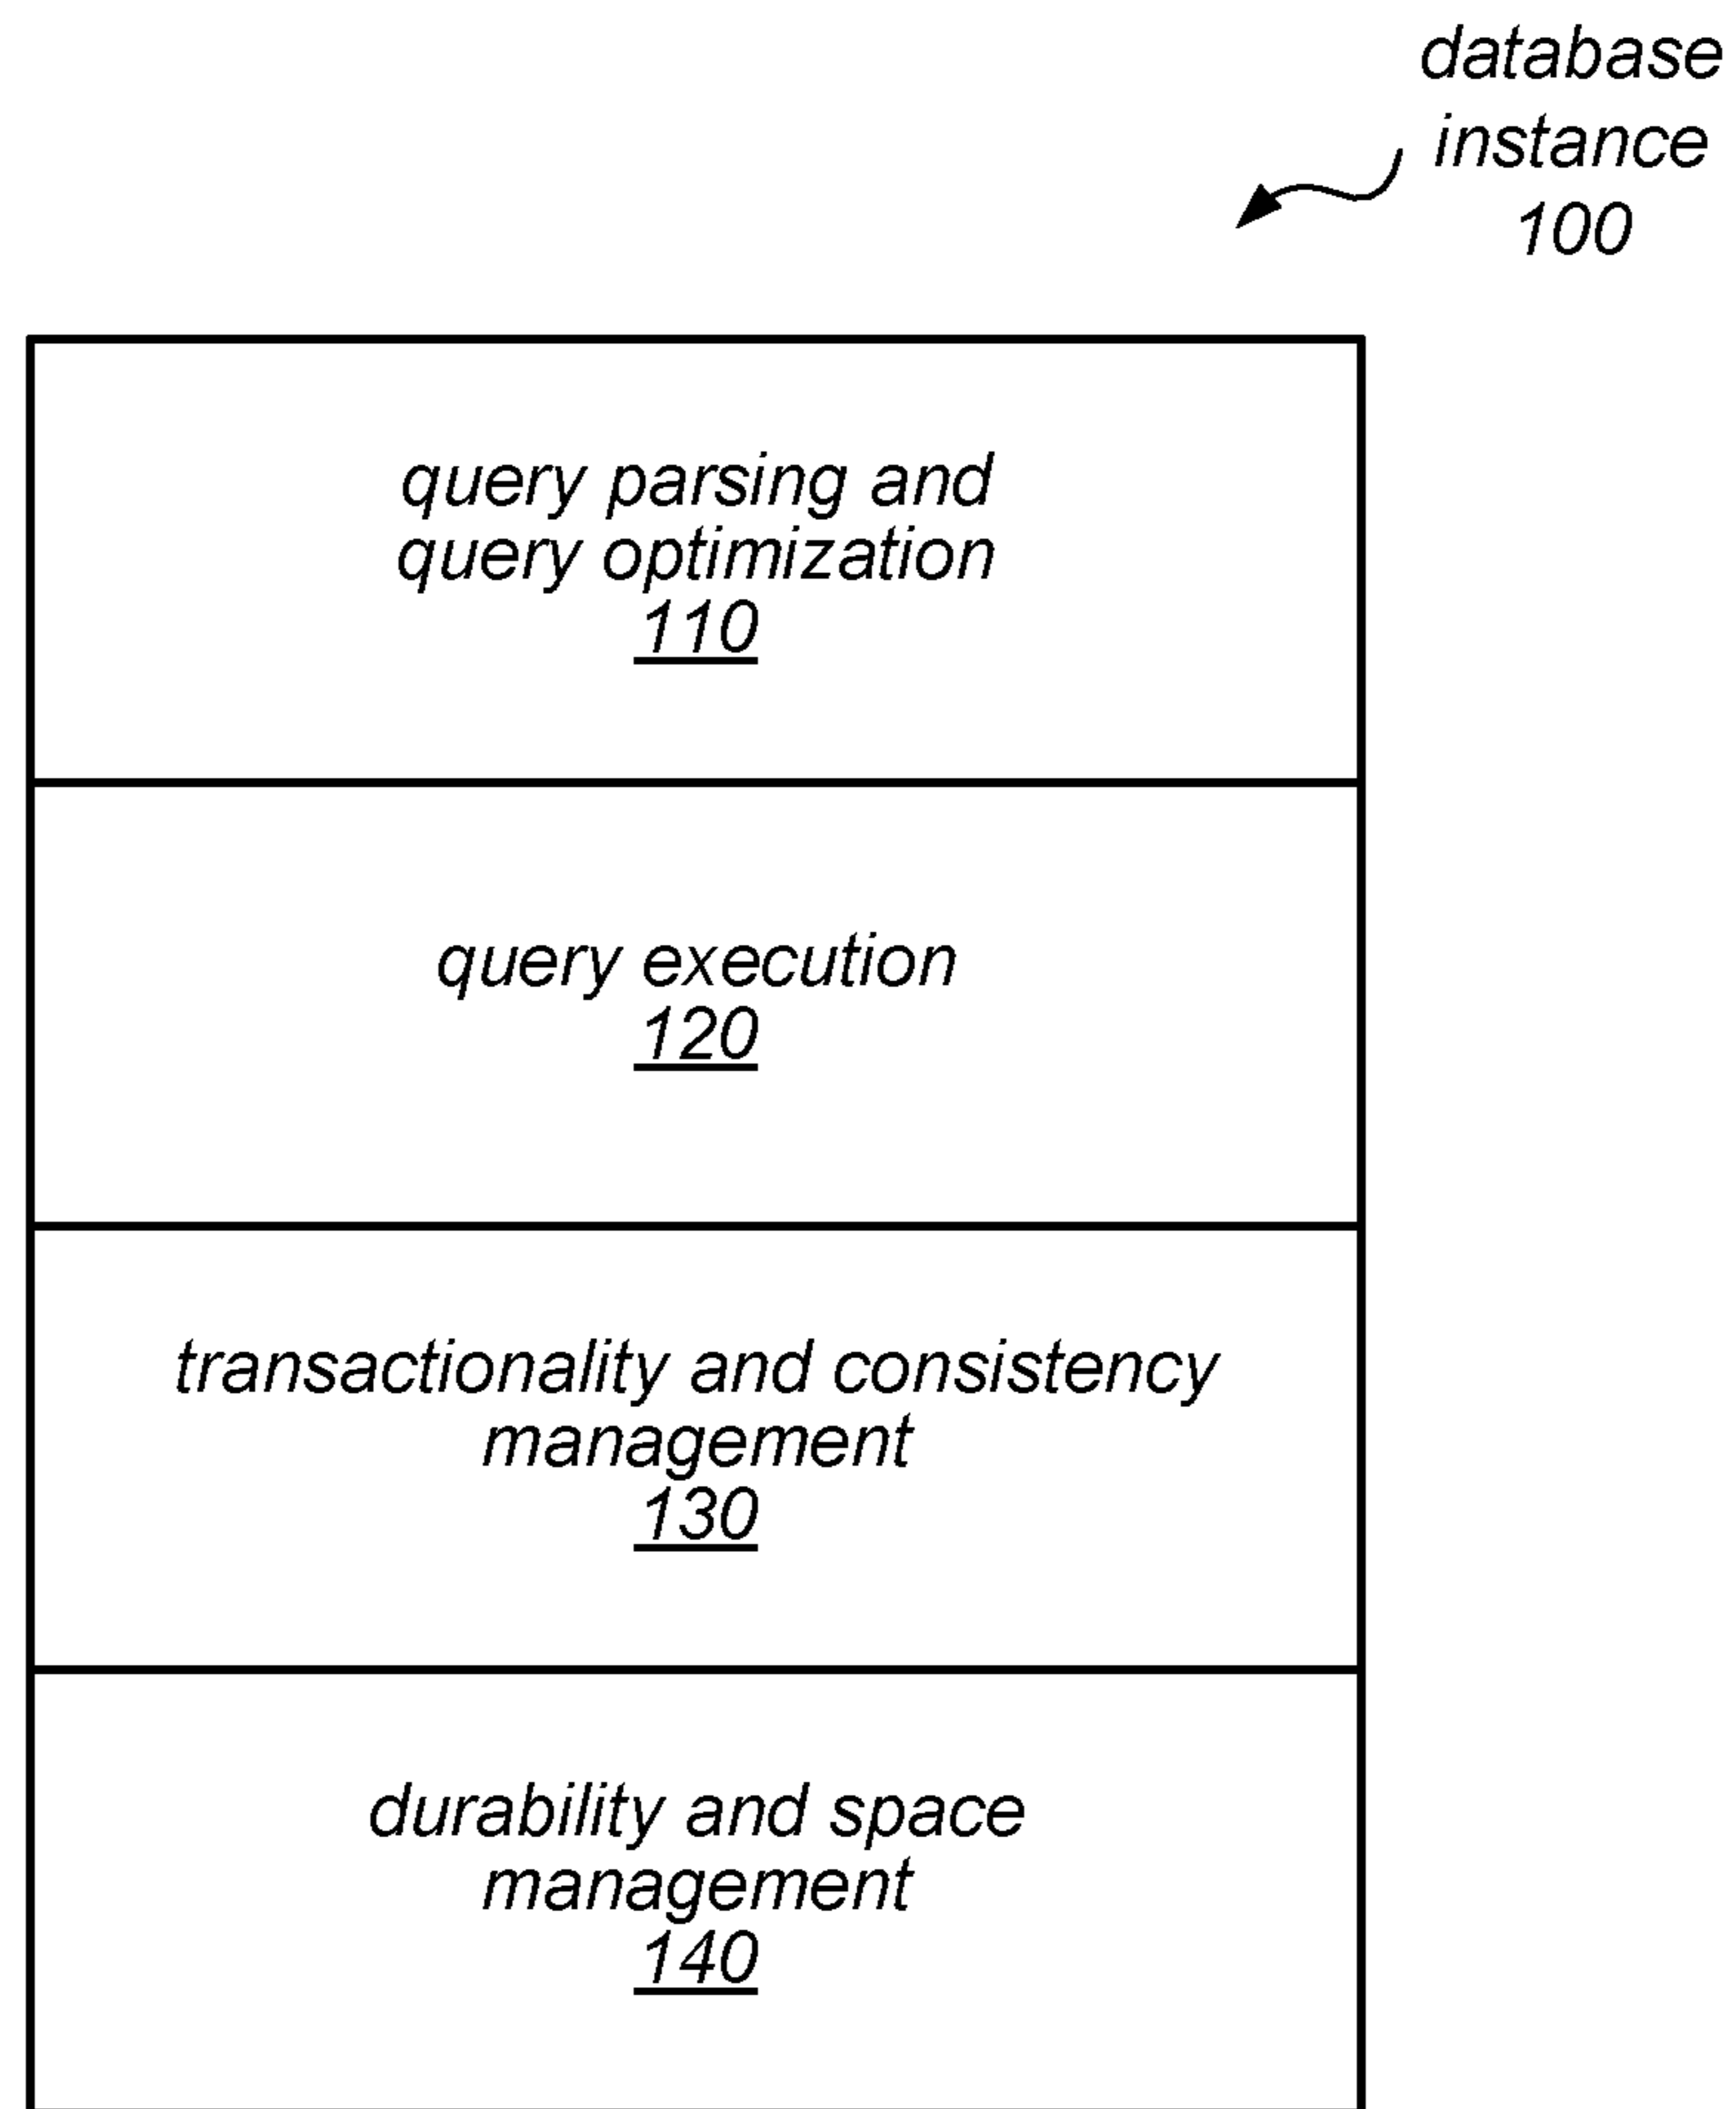 database
instance
100
query parsing and
query optimization
110
query execution
120
transactionality and consistency
management
130
durability and space
management
140